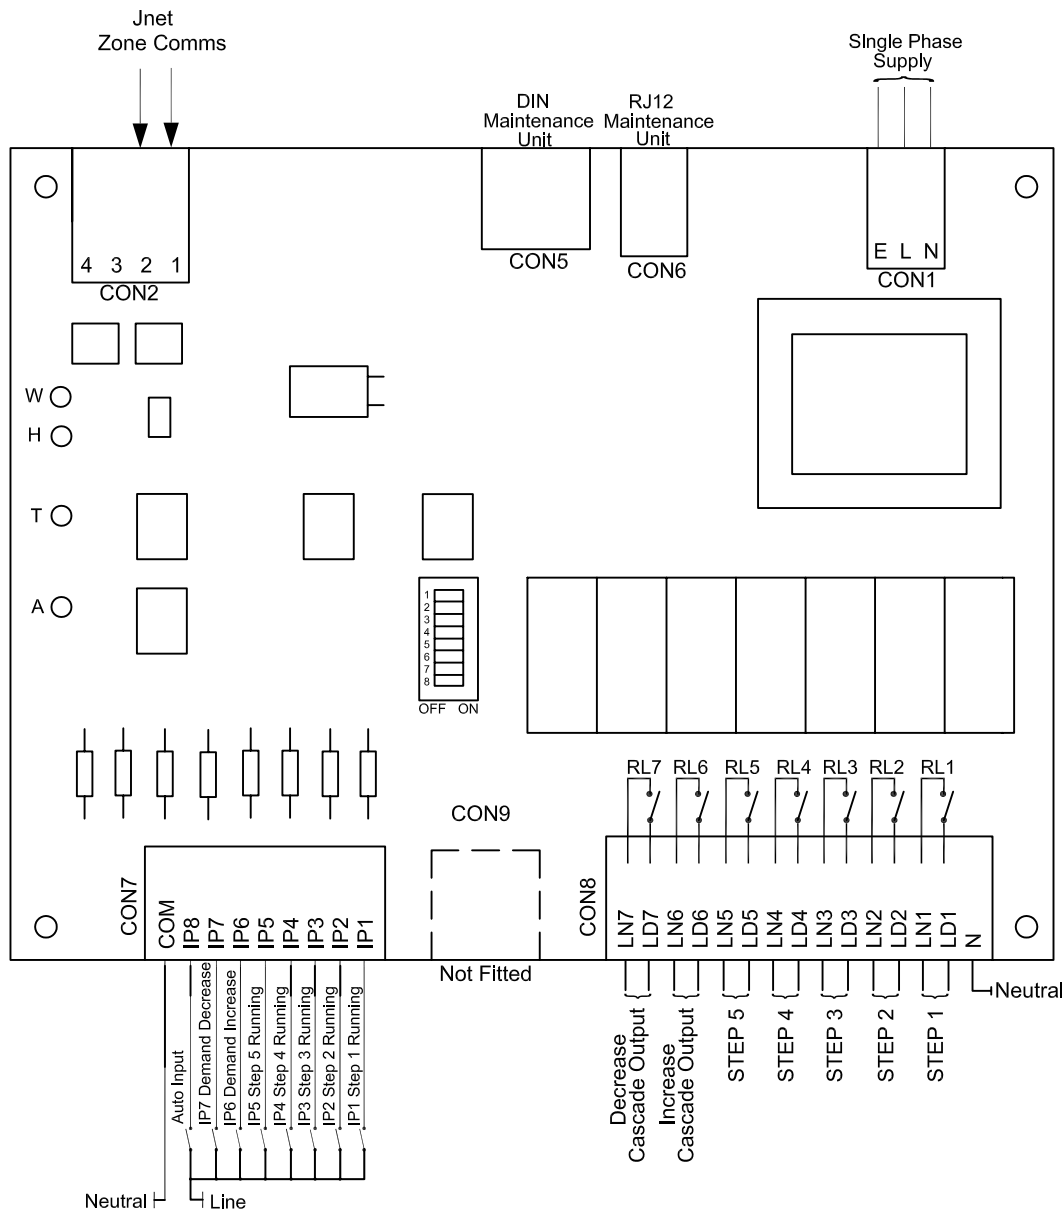 Jnet
Zone Comms
SIngle Phase
Supply
DIN
Maintenance
Unit
RJ12
Maintenance
Unit
4 3 2 1
CON2
CON5
CON6
E L N
CON1
W
H
T
A
1
2
3
4
5
6
7
8
OFF ON
RL7 RL6 RL5 RL4 RL3 RL2 RL1
CON9
CON7
COM
IP8
IP7
IP6
IP5
IP4
IP3
IP2
IP1
Not Fitted
CON8
LN7
LD7
LN6
LD6
LN5
LD5
LN4
LD4
LN3
LD3
LN2
LD2
LN1
LD1
N
Neutral
Auto Input
IP7 Demand Decrease
IP6 Demand Increase
IP5 Step 5 Running
IP4 Step 4 Running
IP3 Step 3 Running
IP2 Step 2 Running
IP1 Step 1 Running
Decrease
Cascade Output
Increase
Cascade Output
STEP 5
STEP 4
STEP 3
STEP 2
STEP 1
Neutral
Line